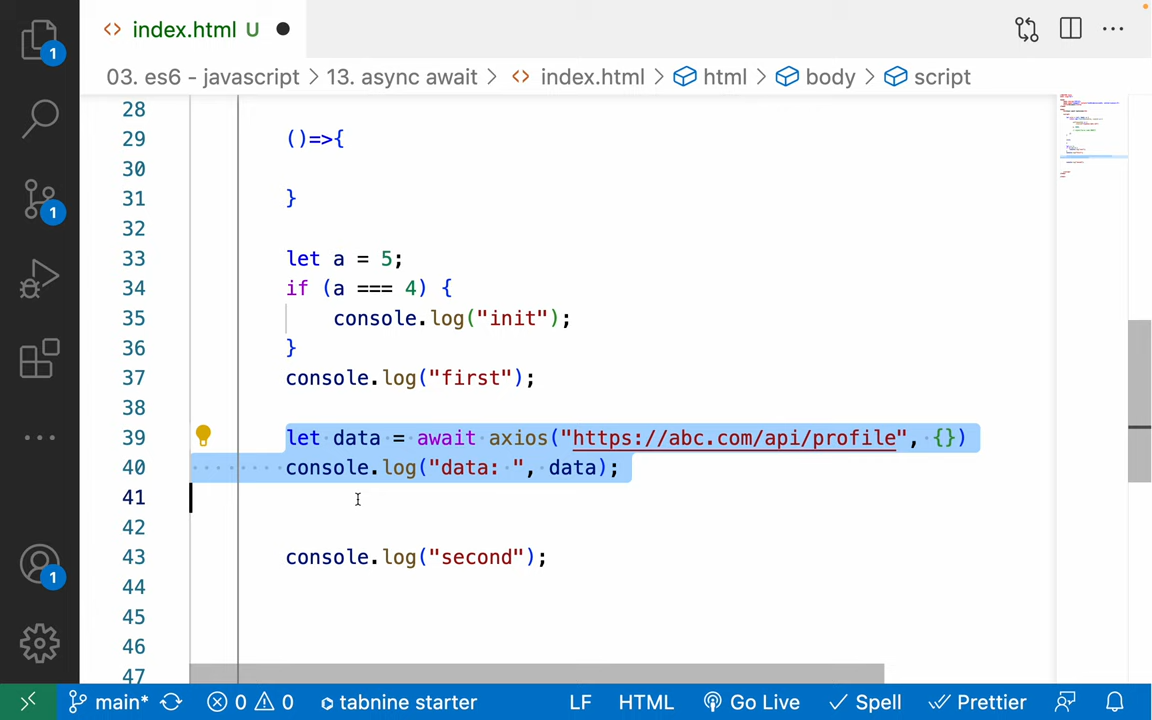 index.html U
1
03. es6 - javascript > 13. async await > index.html > html > body > script
28
29 ()=>{
30
31 }
32
33 let a = 5;
34 if (a === 4) {
35 console.log("init");
36 }
37 console.log("first");
38
39 let data = await axios("https://abc.com/api/profile", {})
40 console.log("data: ", data);
41
42
43 console.log("second");
44
45
46
47
1
1
main* 0 0 tabnine starter LF HTML Go Live Spell Prettier